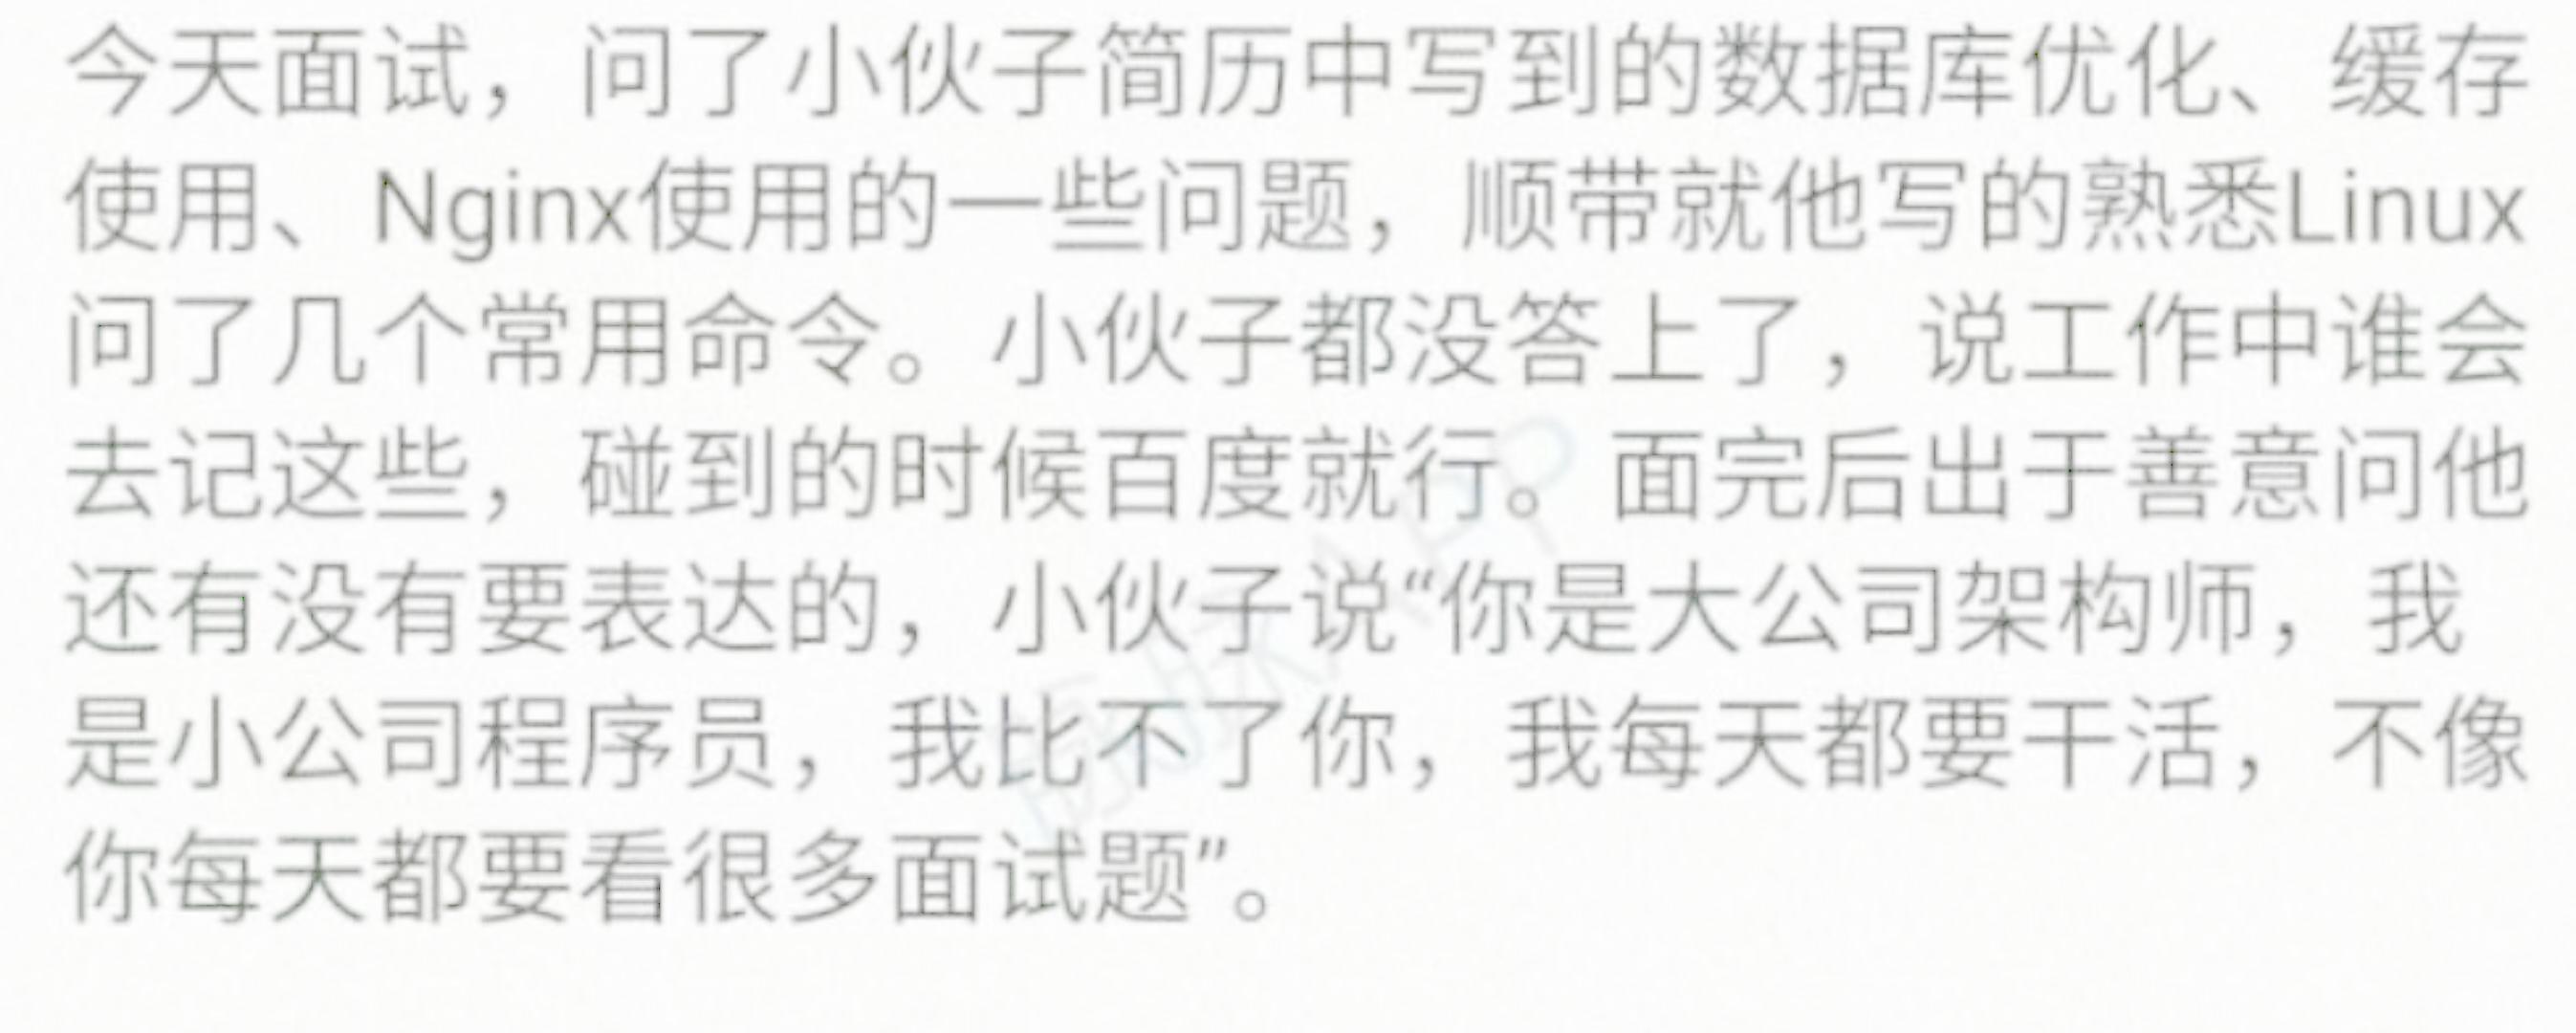 今天面试，问了小伙子简历中写到的数据库优化、缓存
使用、Nginx使用的一些问题，顺带就他写的熟悉Linux
问了几个常用命令。小伙子都没答上了，说工作中谁会
去记这些，碰到的时候百度就行。面完后出于善意问他
还有没有要表达的，小伙子说“你是大公司架构师，我
是小公司程序员，我比不了你，我每天都要干活，不像
你每天都要看很多面试题”。
脉脉APP